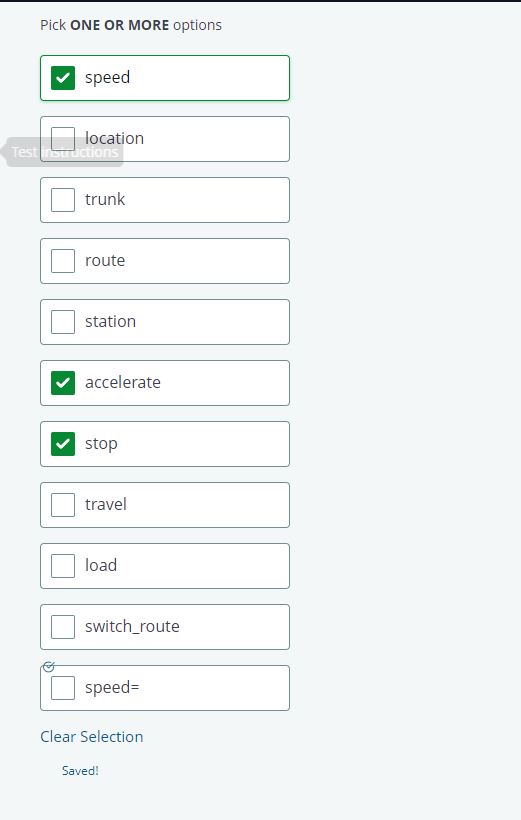 Pick ONE OR MORE options
speed
location
Test instructions
trunk
route
station
accelerate
stop
travel
load
switch_route
speed=
Clear Selection
Saved!